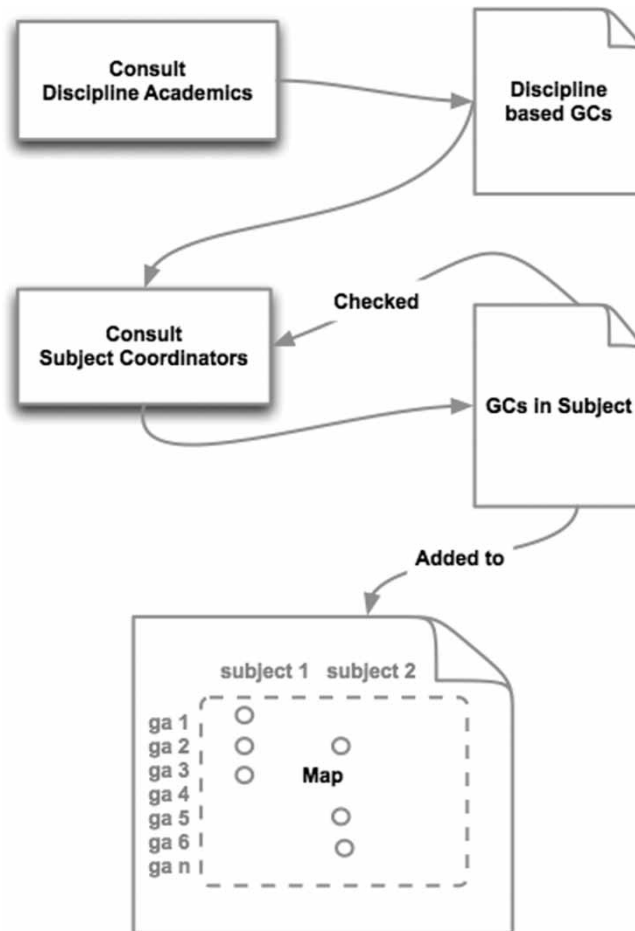 Consult
Discipline Academics
Discipline
based GCs
Checked
Consult
Subject Coordinators
GCs in Subject
Added to
subject 1 subject 2
ga 1
ga 2
ga 3
Map
ga 4
ga 5
ga 6
ga n